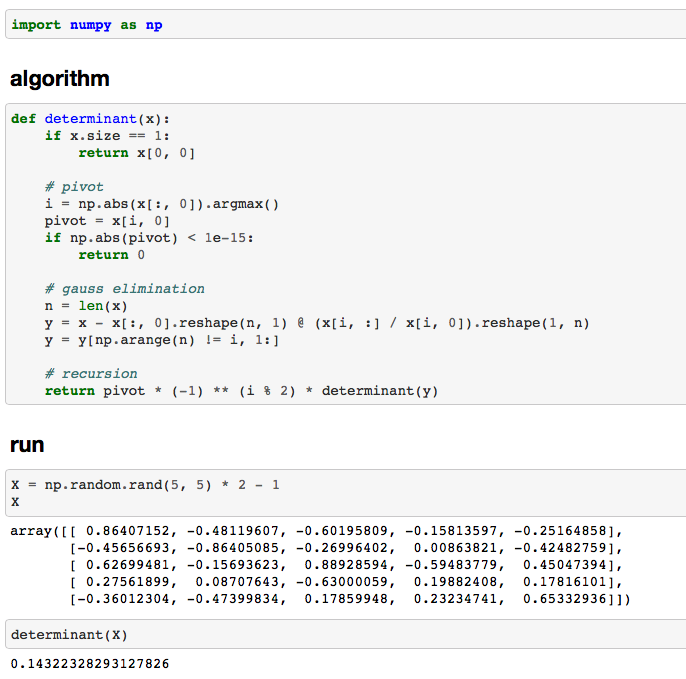 import numpy as np
algorithm
def determinant(x):
    if x.size == 1:
        return x[0, 0]
    # pivot
    i = np.abs(x[:, 0]).argmax()
    pivot = x[i, 0]
    if np.abs(pivot) < 1e-15:
        return 0
    # gauss elimination
    n = len(x)
    y = x - x[:, 0].reshape(n, 1) @ (x[i, :] / x[i, 0]).reshape(1, n)
    y = y[np.arange(n) != i, 1:]
    # recursion
    return pivot * (-1) ** (i % 2) * determinant(y)
run
X = np.random.rand(5, 5) * 2 - 1
X
array([[ 0.86407152, -0.48119607, -0.60195809, -0.15813597, -0.25164858],
       [-0.45656693, -0.86405085, -0.26996402,  0.00863821, -0.42482759],
       [ 0.62699481, -0.15693623,  0.88928594, -0.59483779,  0.45047394],
       [ 0.27561899,  0.08707643, -0.63000059,  0.19882408,  0.17816101],
       [-0.36012304, -0.47399834,  0.17859948,  0.23234741,  0.65332936]])
determinant(X)
0.14322328293127826